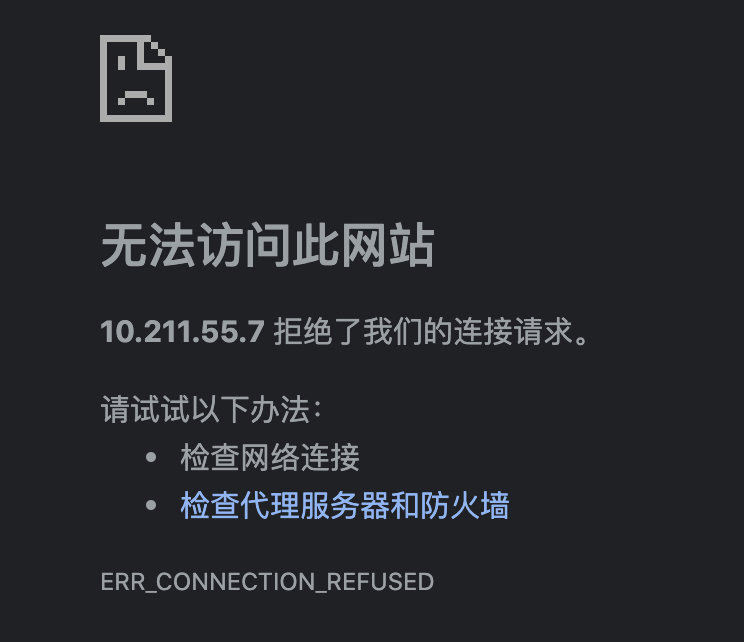 无法访问此网站
10.211.55.7 拒绝了我们的连接请求。
请试试以下办法：
• 检查网络连接
• 检查代理服务器和防火墙
ERR_CONNECTION_REFUSED